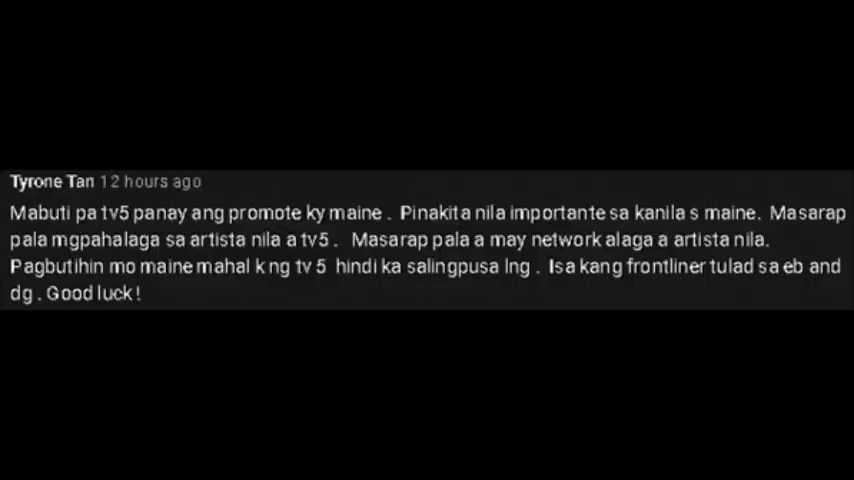 Tyrone Tan 12 hours ago
Mabuti pa tv5 panay ang promote ky maine . Pinakita nila importante sa kanila s maine. Masarap
pala mgpahalaga sa artista nila a tv5 . Masarap pala a may network alaga a artista nila.
Pagbutihin mo maine mahal k ng tv 5 hindi ka salingpusa lng . Isa kang frontliner tulad sa eb and
dg . Good luck !